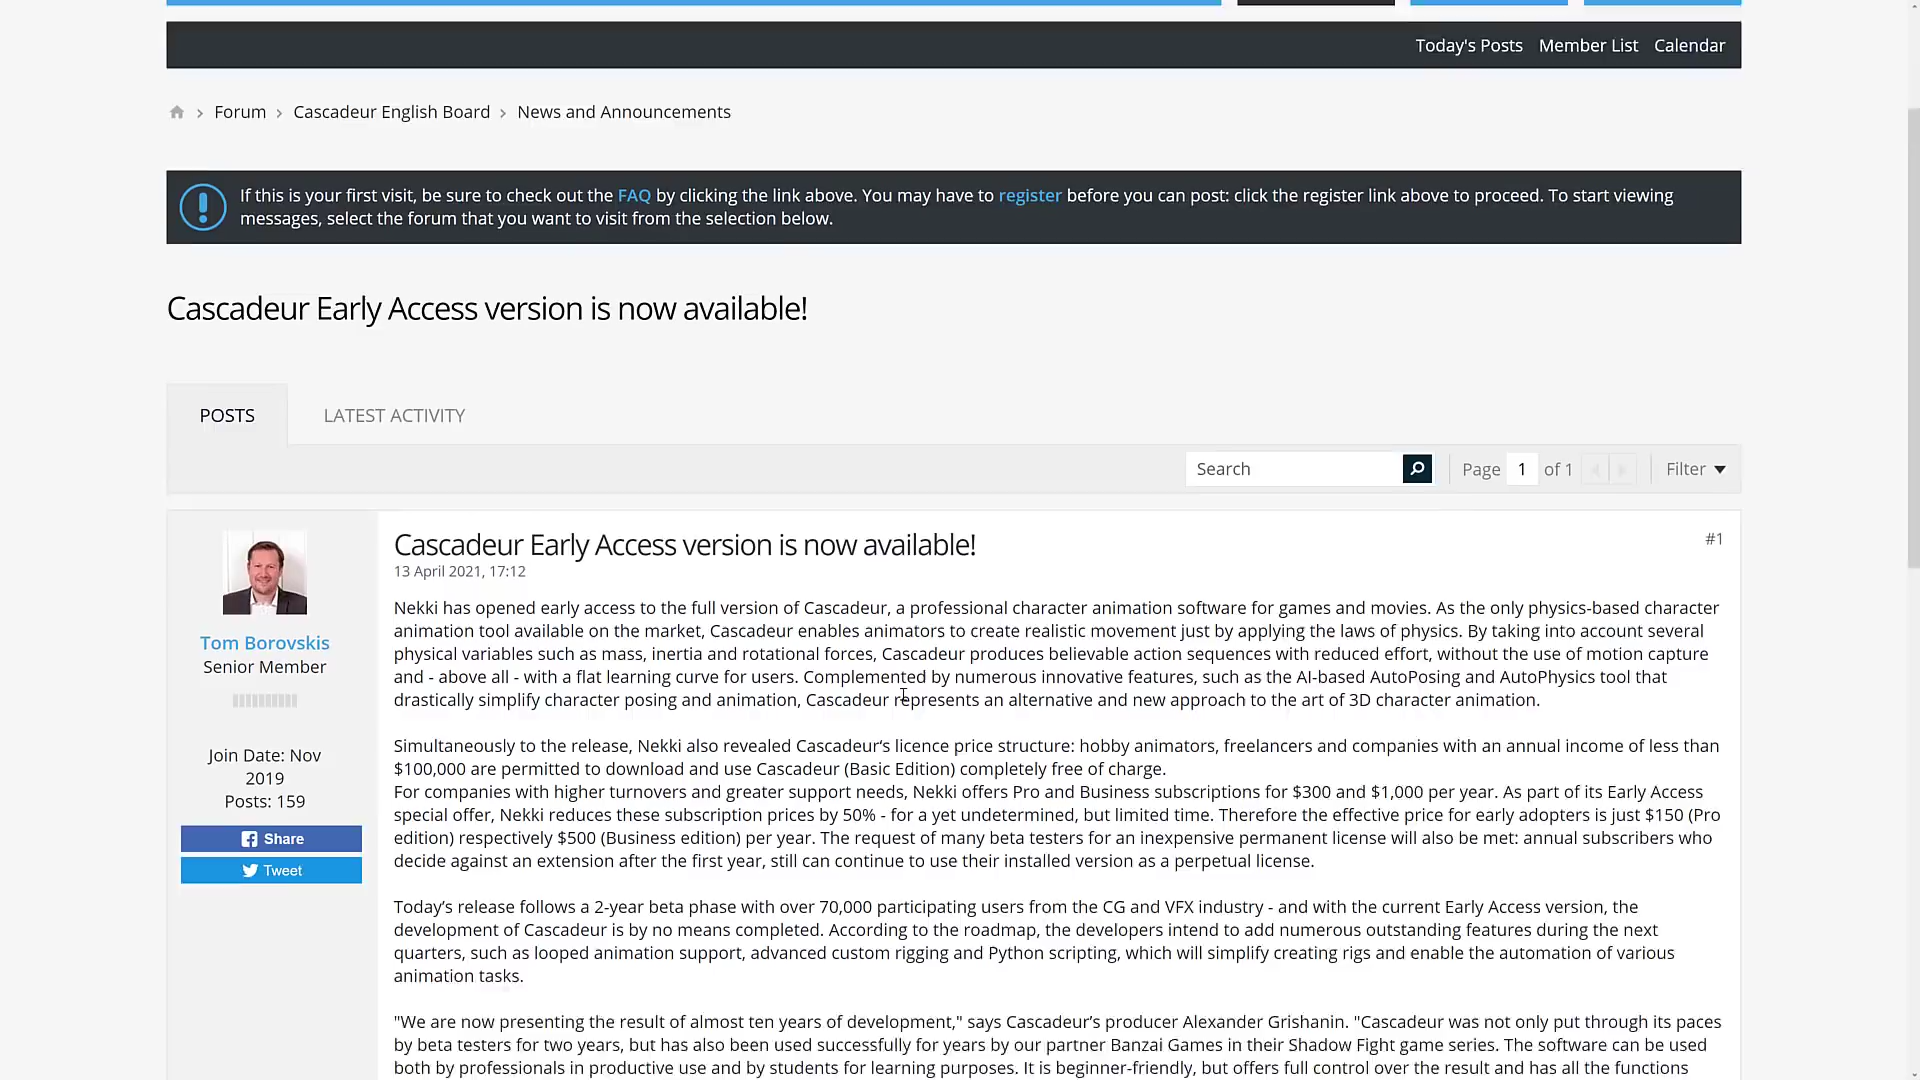 Today's Posts Member List Calendar
Forum > Cascadeur English Board > News and Announcements
If this is your first visit, be sure to check out the FAQ by clicking the link above. You may have to register before you can post: click the register link above to proceed. To start viewing
messages, select the forum that you want to visit from the selection below.
Cascadeur Early Access version is now available!
POSTS LATEST ACTIVITY
Search Page 1 of 1 Filter
Cascadeur Early Access version is now available! #1
13 April 2021, 17:12
Tom Borovskis
Senior Member
Join Date: Nov
2019
Posts: 159
Share
Tweet
Nekki has opened early access to the full version of Cascadeur, a professional character animation software for games and movies. As the only physics-based character
animation tool available on the market, Cascadeur enables animators to create realistic movement just by applying the laws of physics. By taking into account several
physical variables such as mass, inertia and rotational forces, Cascadeur produces believable action sequences with reduced effort, without the use of motion capture
and - above all - with a flat learning curve for users. Complemented by numerous innovative features, such as the AI-based AutoPosing and AutoPhysics tool that
drastically simplify character posing and animation, Cascadeur represents an alternative and new approach to the art of 3D character animation.
Simultaneously to the release, Nekki also revealed Cascadeur‘s licence price structure: hobby animators, freelancers and companies with an annual income of less than
$100,000 are permitted to download and use Cascadeur (Basic Edition) completely free of charge.
For companies with higher turnovers and greater support needs, Nekki offers Pro and Business subscriptions for $300 and $1,000 per year. As part of its Early Access
special offer, Nekki reduces these subscription prices by 50% - for a yet undetermined, but limited time. Therefore the effective price for early adopters is just $150 (Pro
edition) respectively $500 (Business edition) per year. The request of many beta testers for an inexpensive permanent license will also be met: annual subscribers who
decide against an extension after the first year, still can continue to use their installed version as a perpetual license.
Today’s release follows a 2-year beta phase with over 70,000 participating users from the CG and VFX industry - and with the current Early Access version, the
development of Cascadeur is by no means completed. According to the roadmap, the developers intend to add numerous outstanding features during the next
quarters, such as looped animation support, advanced custom rigging and Python scripting, which will simplify creating rigs and enable the automation of various
animation tasks.
"We are now presenting the result of almost ten years of development," says Cascadeur’s producer Alexander Grishanin. "Cascadeur was not only put through its paces
by beta testers for two years, but has also been used successfully for years by our partner Banzai Games in their Shadow Fight game series. The software can be used
both by professionals in productive use and by students for learning purposes. It is beginner-friendly, but offers full control over the result and has all the functions